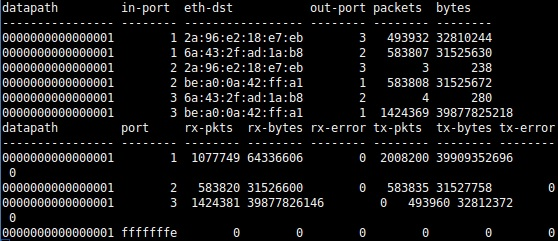 datapath in-port eth-dst out-port packets bytes
---------------- -------- ----------------- -------- -------- --------
0000000000000001 1 2a:96:e2:18:e7:eb 3 493932 32810244
0000000000000001 1 6a:43:2f:ad:1a:b8 2 583807 31525630
0000000000000001 2 2a:96:e2:18:e7:eb 3 3 238
0000000000000001 2 be:a0:0a:42:ff:a1 1 583808 31525672
0000000000000001 3 6a:43:2f:ad:1a:b8 2 4 280
0000000000000001 3 be:a0:0a:42:ff:a1 1 1424369 39877825218
datapath port rx-pkts rx-bytes rx-error tx-pkts tx-bytes tx-error
---------------- -------- -------- -------- -------- -------- -------- --------
0000000000000001 1 1077749 64336606 0 2008200 39909352696
0
0000000000000001 2 583820 31526600 0 583835 31527758 0
0000000000000001 3 1424381 39877826146 0 493960 32812372
0
0000000000000001 fffffffe 0 0 0 0 0 0